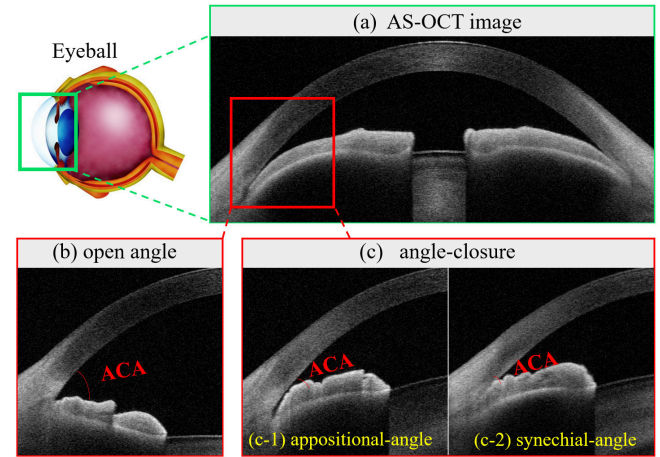 (a) AS-OCT image
Eyeball
(b) open angle
(c) angle-closure
ACA
ACA
ACA
(c-1) appositional-angle
(c-2) synechial-angle